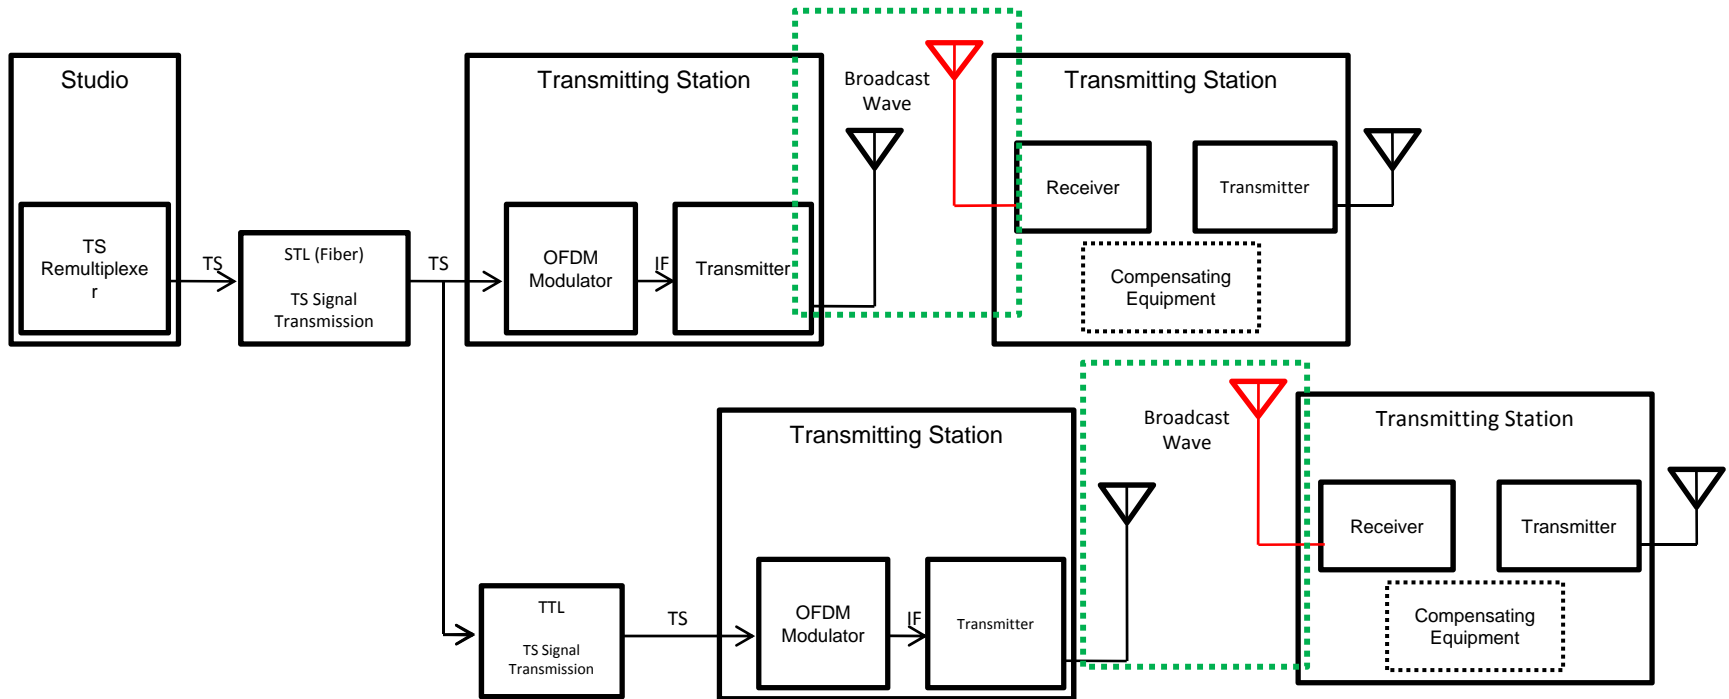 Studio
TS
Remultiplexe
r
TS
STL (Fiber)
TS Signal
Transmission
TS
Transmitting Station
OFDM
Modulator
IF
Transmitter
Broadcast
Wave
Transmitting Station
Receiver
Transmitter
Compensating
Equipment
TTL
TS Signal
Transmission
TS
Transmitting Station
OFDM
Modulator
IF
Transmitter
Broadcast
Wave
Transmitting Station
Receiver
Transmitter
Compensating
Equipment